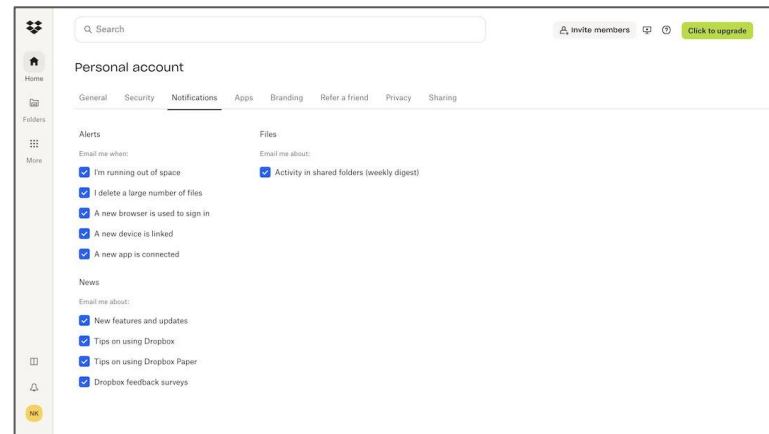 Search
Invite members
Click to upgrade
Home
Folders
More
NK
Personal account
General Security Notifications Apps Branding Refer a friend Privacy Sharing
Alerts
Email me when:
I'm running out of space
I delete a large number of files
A new browser is used to sign in
A new device is linked
A new app is connected
Files
Email me about:
Activity in shared folders (weekly digest)
News
Email me about:
New features and updates
Tips on using Dropbox
Tips on using Dropbox Paper
Dropbox feedback surveys